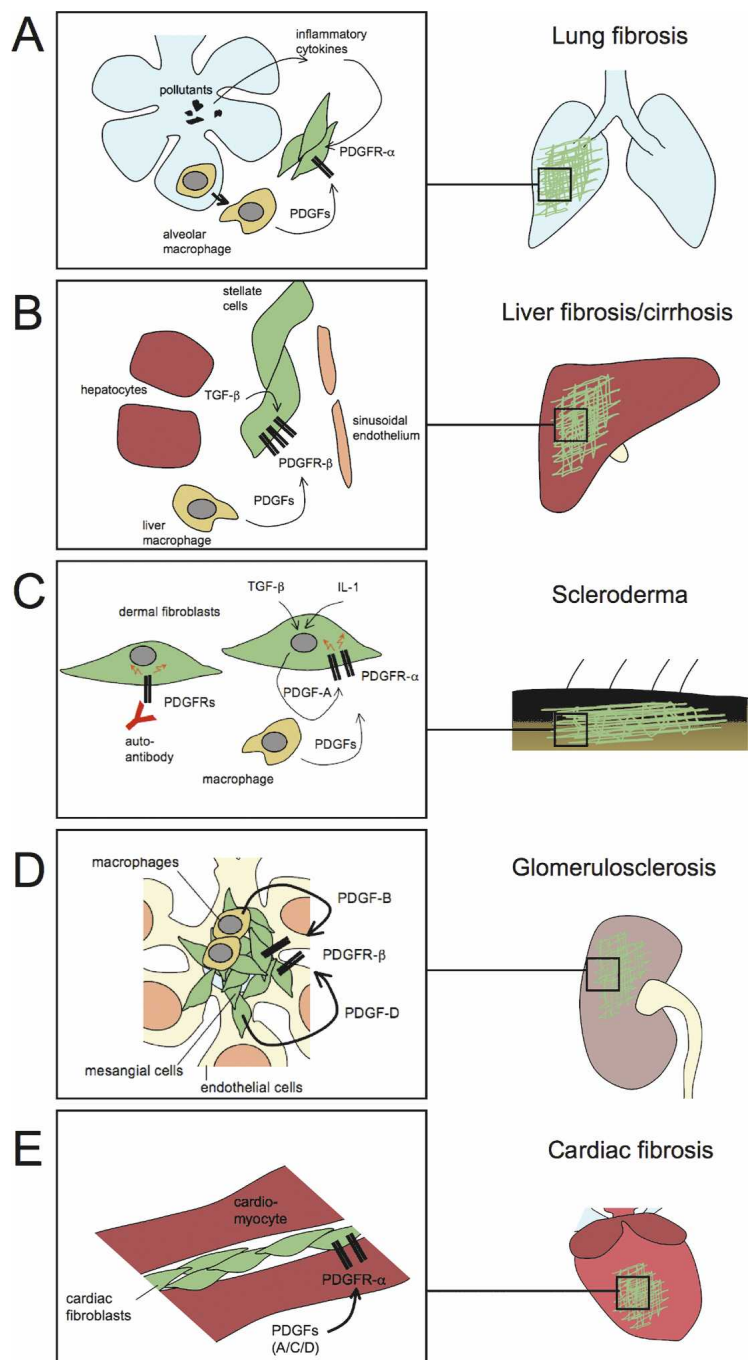 A
inflammatory
cytokines
pollutants
PDGFR-α
PDGFs
alveolar
macrophage
Lung fibrosis
B
stellate
cells
hepatocytes
TGF-β
sinusoidal
endothelium
PDGFR-β
PDGFs
liver
macrophage
Liver fibrosis/cirrhosis
C
TGF-β
IL-1
dermal fibroblasts
PDGFR-α
PDGFRs
PDGF-A
auto-
antibody
PDGFs
macrophage
Scleroderma
D
macrophages
PDGF-B
PDGFR-β
PDGF-D
mesangial cells
endothelial cells
Glomerulosclerosis
E
cardio-
myocyte
PDGFR-α
cardiac
fibroblasts
PDGFs
(A/C/D)
Cardiac fibrosis